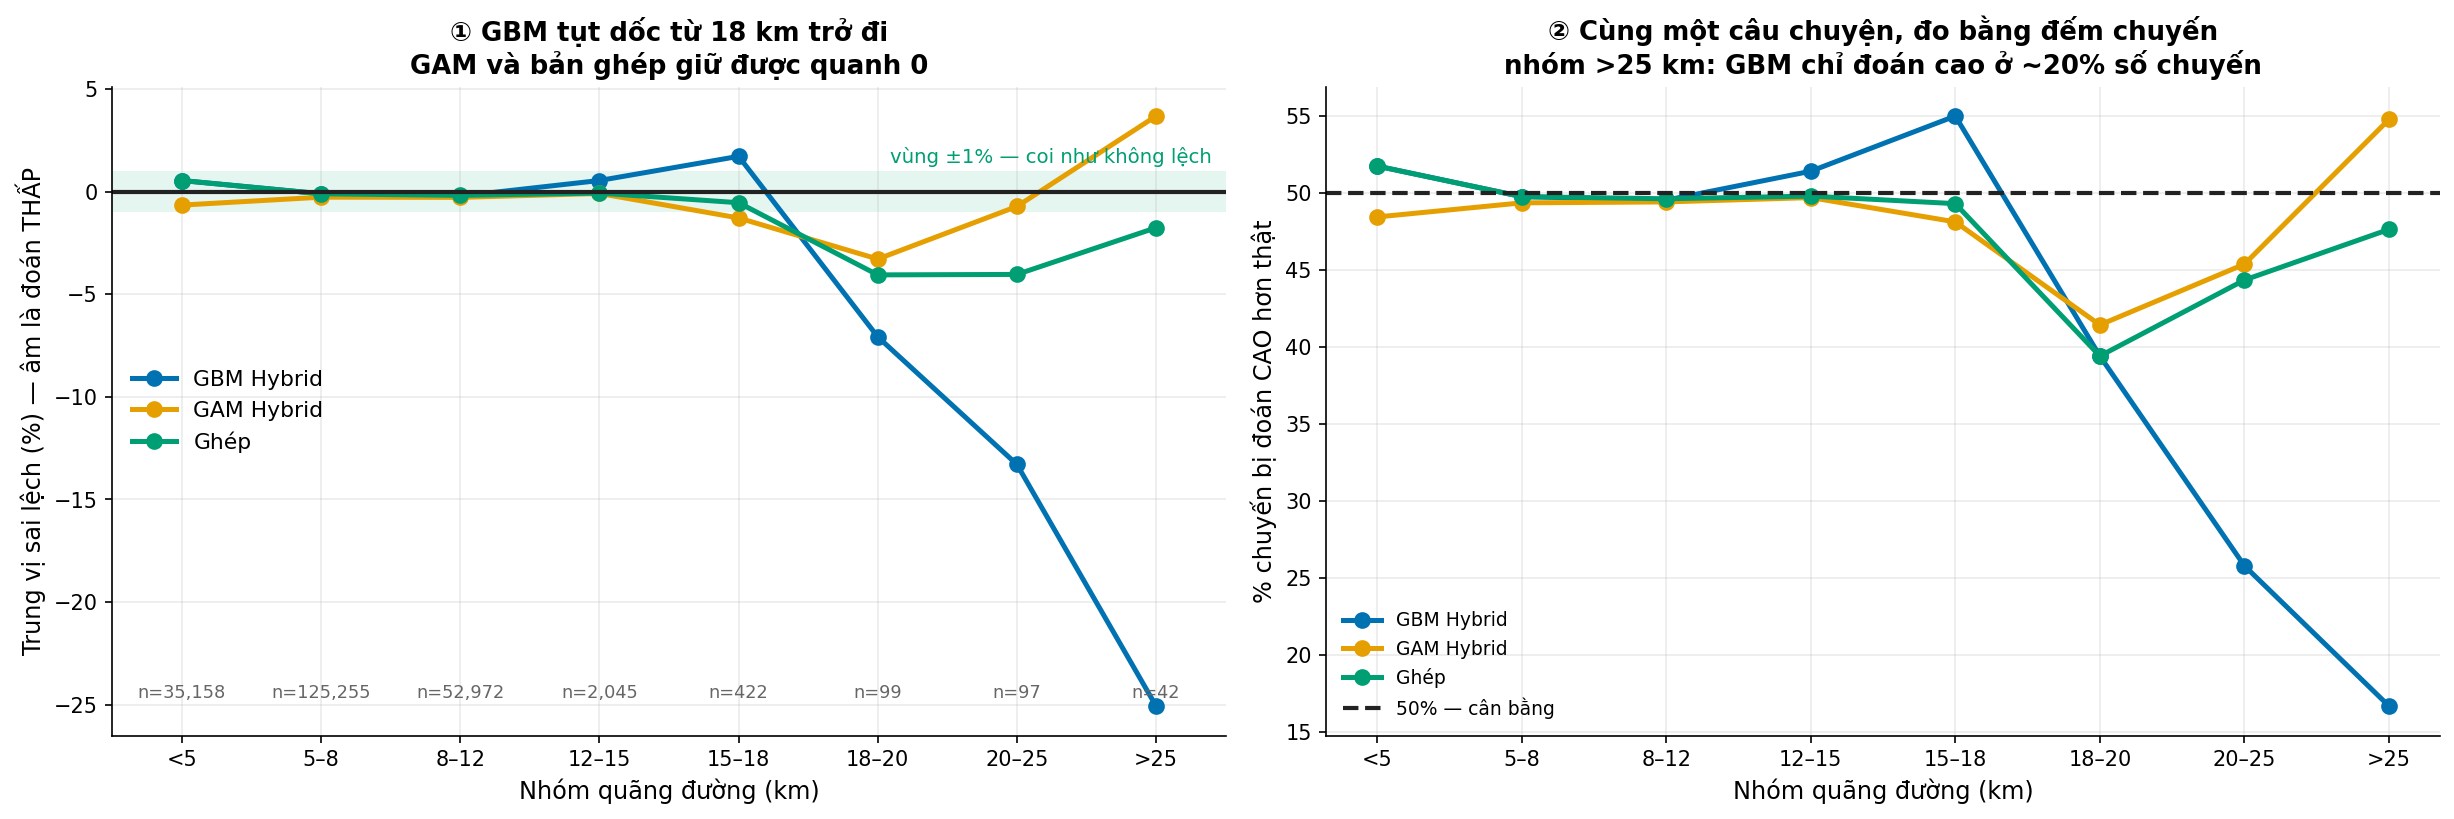 ① GBM tụt dốc từ 18 km trở đi
GAM và bản ghép giữ được quanh 0
5
0
−5
−10
−15
−20
−25
Trung vị sai lệch (%) — âm là đoán THẤP
vùng ±1% — coi như không lệch
GBM Hybrid
GAM Hybrid
Ghép
n=35,158 n=125,255 n=52,972 n=2,045 n=422 n=99 n=97 n=42
<5 5–8 8–12 12–15 15–18 18–20 20–25 >25
Nhóm quãng đường (km)
② Cùng một câu chuyện, đo bằng đếm chuyến
nhóm >25 km: GBM chỉ đoán cao ở ~20% số chuyến
55
50
45
40
35
30
25
20
15
% chuyến bị đoán CAO hơn thật
GBM Hybrid
GAM Hybrid
Ghép
50% — cân bằng
<5 5–8 8–12 12–15 15–18 18–20 20–25 >25
Nhóm quãng đường (km)